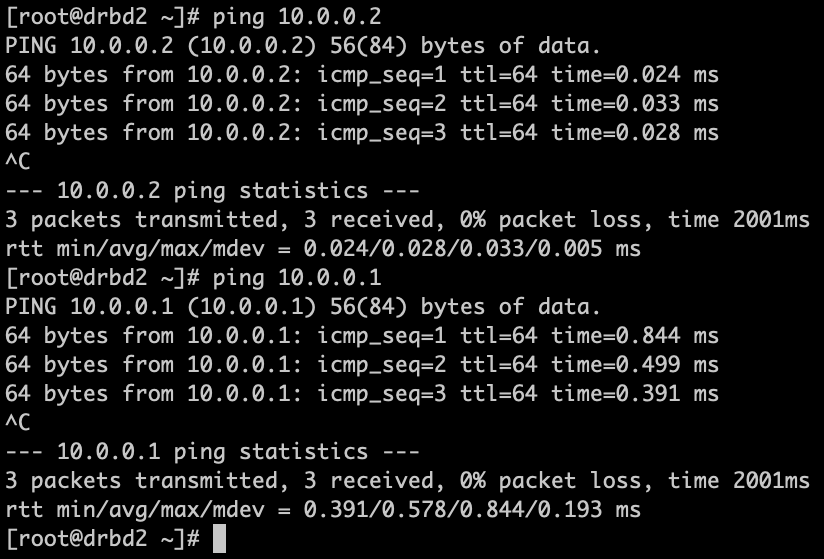 [root@drbd2 ~]# ping 10.0.0.2
PING 10.0.0.2 (10.0.0.2) 56(84) bytes of data.
64 bytes from 10.0.0.2: icmp_seq=1 ttl=64 time=0.024 ms
64 bytes from 10.0.0.2: icmp_seq=2 ttl=64 time=0.033 ms
64 bytes from 10.0.0.2: icmp_seq=3 ttl=64 time=0.028 ms
^C
--- 10.0.0.2 ping statistics ---
3 packets transmitted, 3 received, 0% packet loss, time 2001ms
rtt min/avg/max/mdev = 0.024/0.028/0.033/0.005 ms
[root@drbd2 ~]# ping 10.0.0.1
PING 10.0.0.1 (10.0.0.1) 56(84) bytes of data.
64 bytes from 10.0.0.1: icmp_seq=1 ttl=64 time=0.844 ms
64 bytes from 10.0.0.1: icmp_seq=2 ttl=64 time=0.499 ms
64 bytes from 10.0.0.1: icmp_seq=3 ttl=64 time=0.391 ms
^C
--- 10.0.0.1 ping statistics ---
3 packets transmitted, 3 received, 0% packet loss, time 2001ms
rtt min/avg/max/mdev = 0.391/0.578/0.844/0.193 ms
[root@drbd2 ~]#